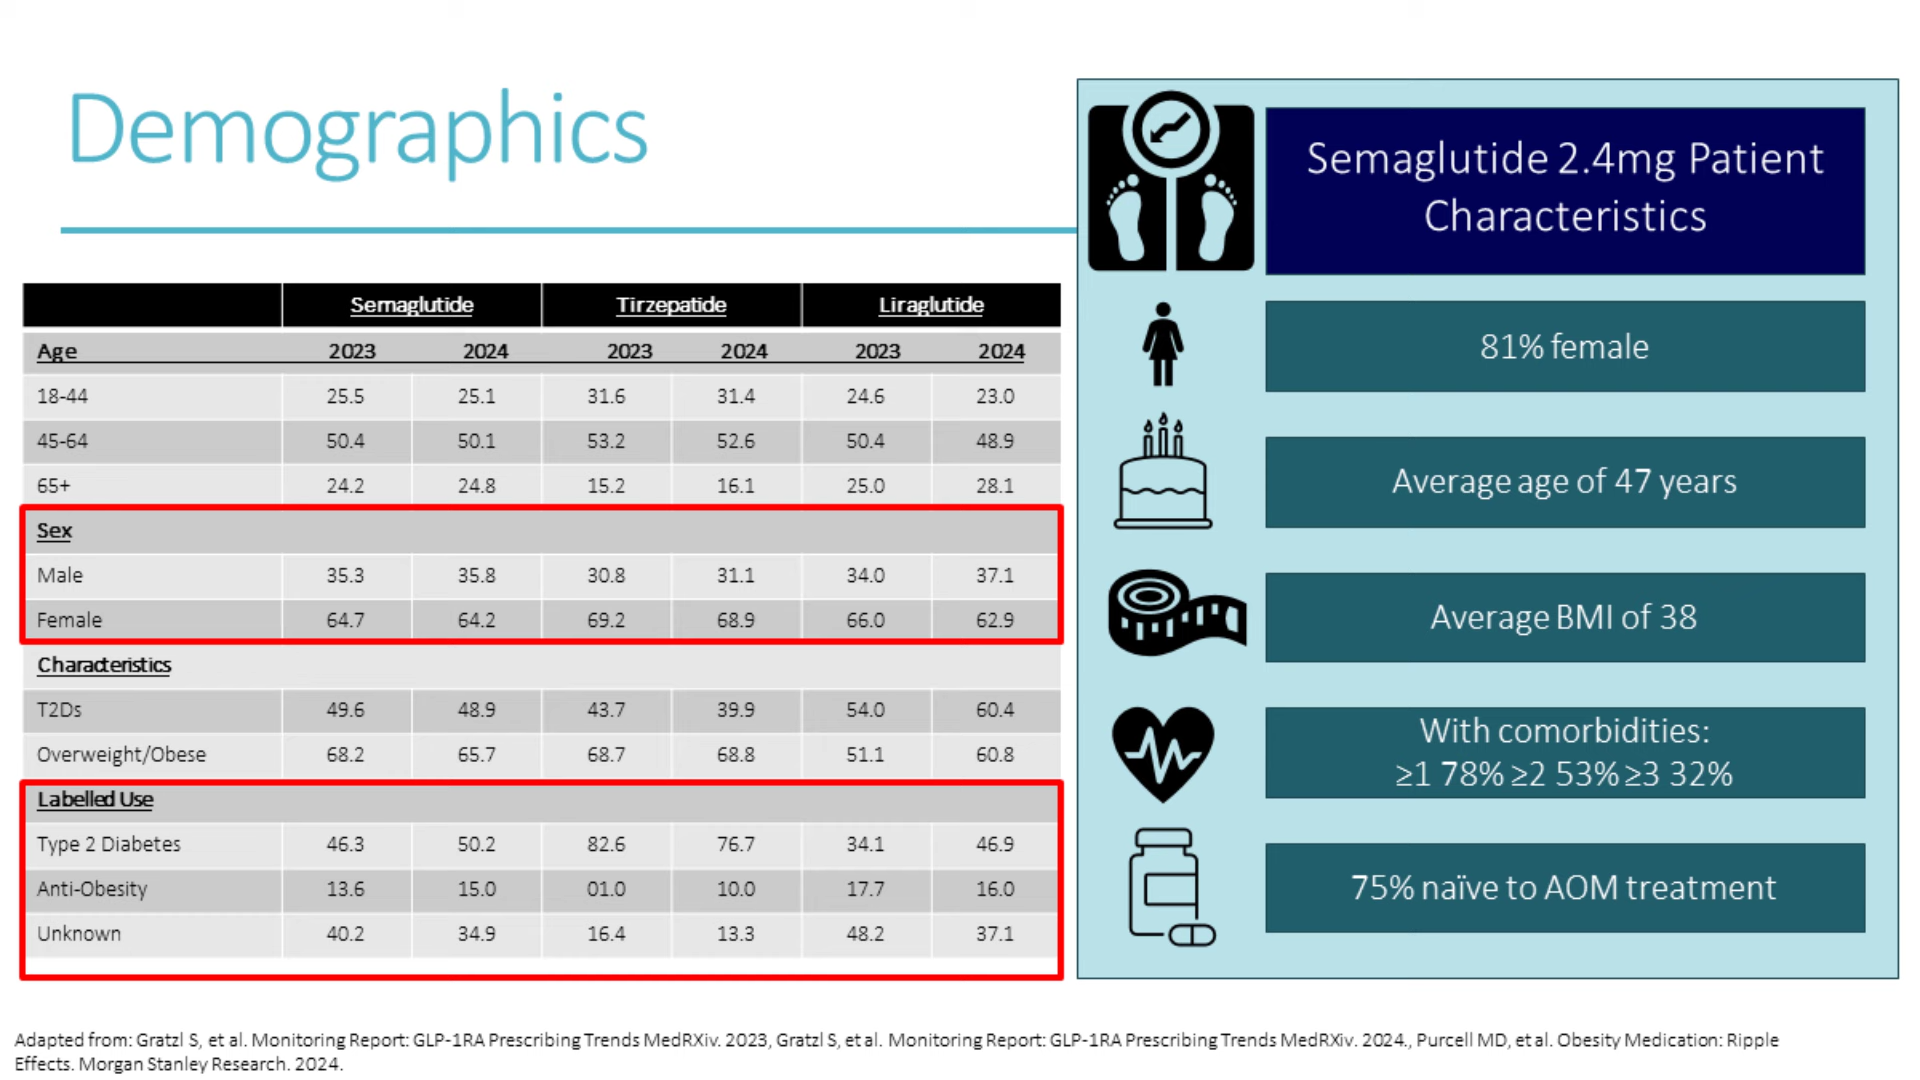 Demographics
Semaglutide Tirzepatide Liraglutide
Age 2023 2024 2023 2024 2023 2024
18-44 25.5 25.1 31.6 31.4 24.6 23.0
45-64 50.4 50.1 53.2 52.6 50.4 48.9
65+ 24.2 24.8 15.2 16.1 25.0 28.1
Sex
Male 35.3 35.8 30.8 31.1 34.0 37.1
Female 64.7 64.2 69.2 68.9 66.0 62.9
Characteristics
T2Ds 49.6 48.9 43.7 39.9 54.0 60.4
Overweight/Obese 68.2 65.7 68.7 68.8 51.1 60.8
Labelled Use
Type 2 Diabetes 46.3 50.2 82.6 76.7 34.1 46.9
Anti-Obesity 13.6 15.0 01.0 10.0 17.7 16.0
Unknown 40.2 34.9 16.4 13.3 48.2 37.1
Semaglutide 2.4mg Patient
Characteristics
81% female
Average age of 47 years
Average BMI of 38
With comorbidities:
≥1 78% ≥2 53% ≥3 32%
75% naïve to AOM treatment
Adapted from: Gratzl S, et al. Monitoring Report: GLP-1RA Prescribing Trends MedRXiv. 2023, Gratzl S, et al. Monitoring Report: GLP-1RA Prescribing Trends MedRXiv. 2024., Purcell MD, et al. Obesity Medication: Ripple
Effects. Morgan Stanley Research. 2024.